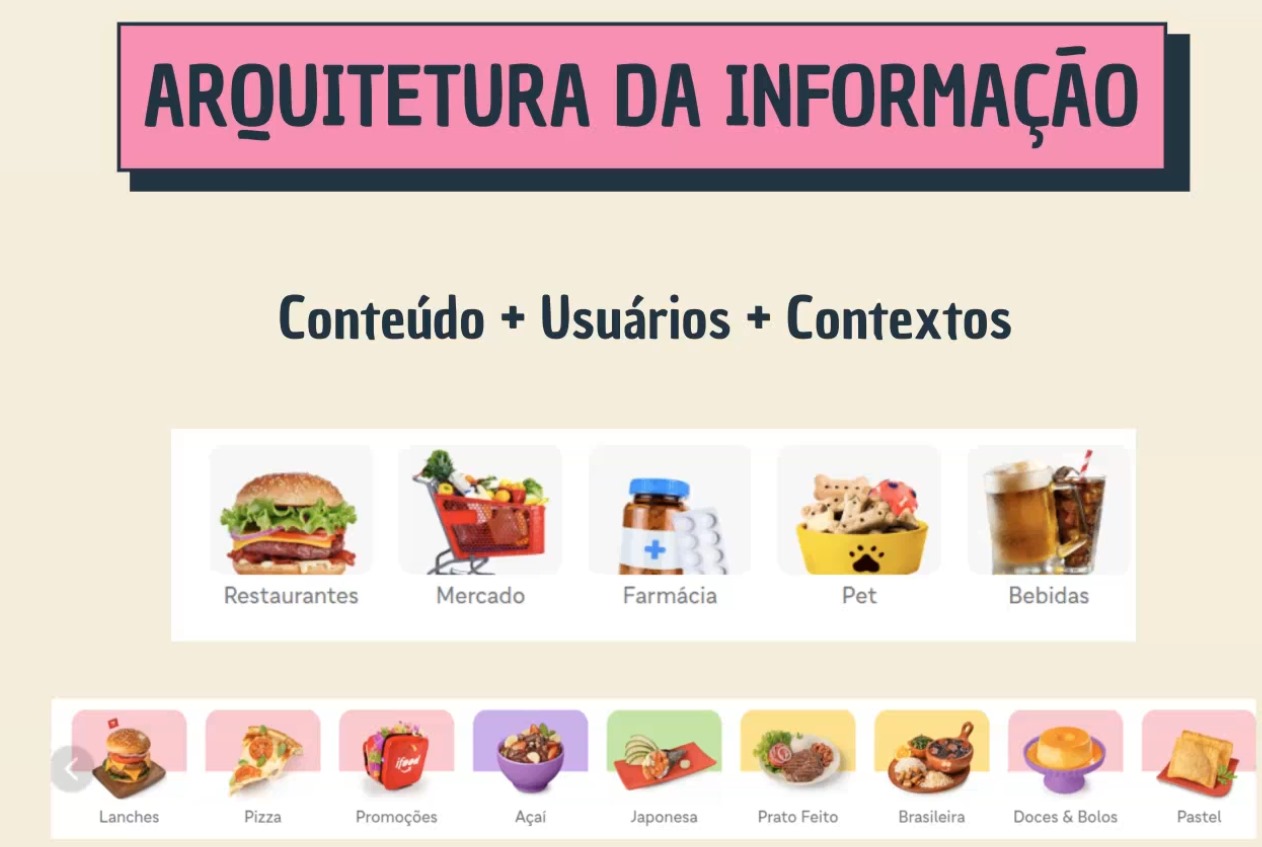 ARQUITETURA DA INFORMAÇÃO
Conteúdo + Usuários + Contextos
Restaurantes Mercado Farmácia Pet Bebidas
ifood
Lanches Pizza Promoções Açaí Japonesa Prato Feito Brasileira Doces & Bolos Pastel